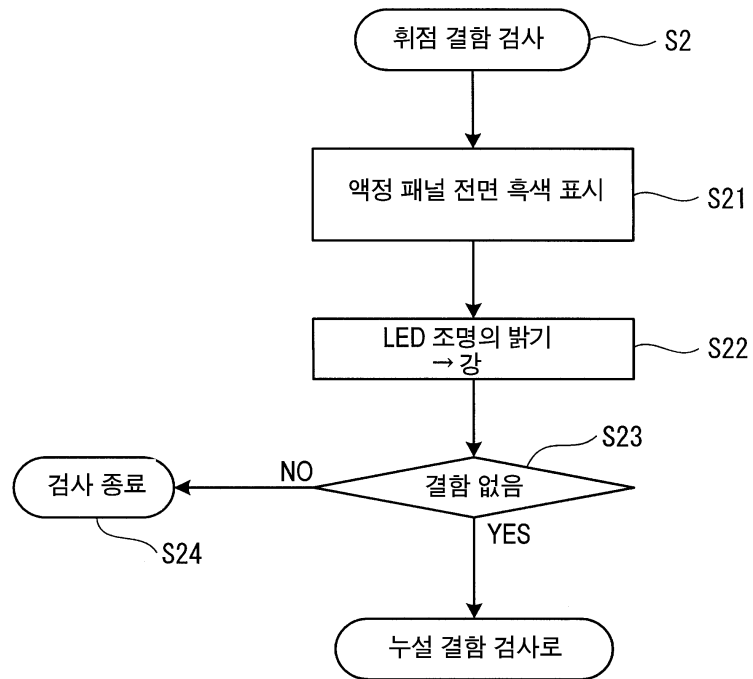 휘점 결함 검사
S2
액정 패널 전면 흑색 표시
S21
LED 조명의 밝기
→ 강
S22
S23
결함 없음
NO
검사 종료
S24
YES
누설 결함 검사로